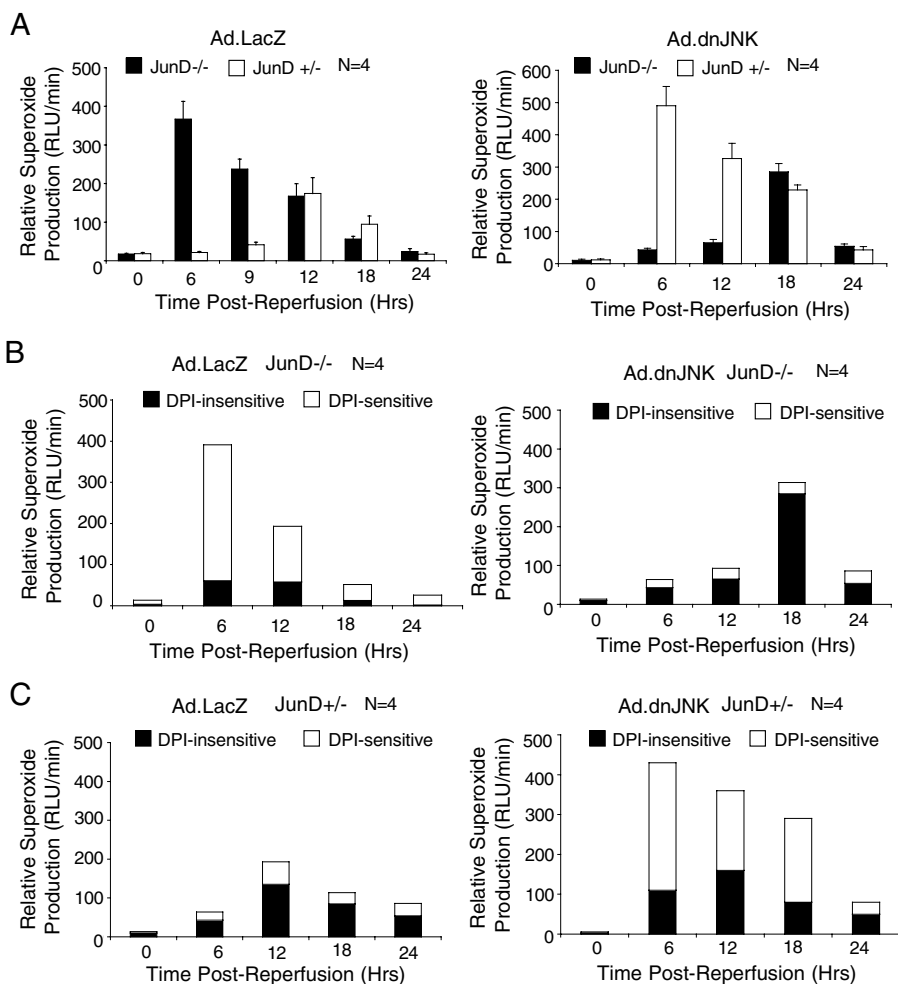 A
Ad.LacZ
JunD-/- JunD +/- N=4
Relative Superoxide
Production (RLU/min)
500
400
300
200
100
0
0 6 9 12 18 24
Time Post-Reperfusion (Hrs)
Ad.dnJNK
JunD-/- JunD +/- N=4
Relative Superoxide
Production (RLU/min)
600
500
400
300
200
100
0
0 6 12 18 24
Time Post-Reperfusion (Hrs)
B
Ad.LacZ JunD-/- N=4
DPI-insensitive DPI-sensitive
Relative Superoxide
Production (RLU/min)
500
400
300
200
100
0
0 6 12 18 24
Time Post-Reperfusion (Hrs)
Ad.dnJNK JunD-/- N=4
DPI-insensitive DPI-sensitive
Relative Superoxide
Production (RLU/min)
500
400
300
200
100
0
0 6 12 18 24
Time Post-Reperfusion (Hrs)
C
Ad.LacZ JunD+/- N=4
DPI-insensitive DPI-sensitive
Relative Superoxide
Production (RLU/min)
500
400
300
200
100
0
0 6 12 18 24
Time Post-Reperfusion (Hrs)
Ad.dnJNK JunD+/- N=4
DPI-insensitive DPI-sensitive
Relative Superoxide
Production (RLU/min)
500
400
300
200
100
0
0 6 12 18 24
Time Post-Reperfusion (Hrs)